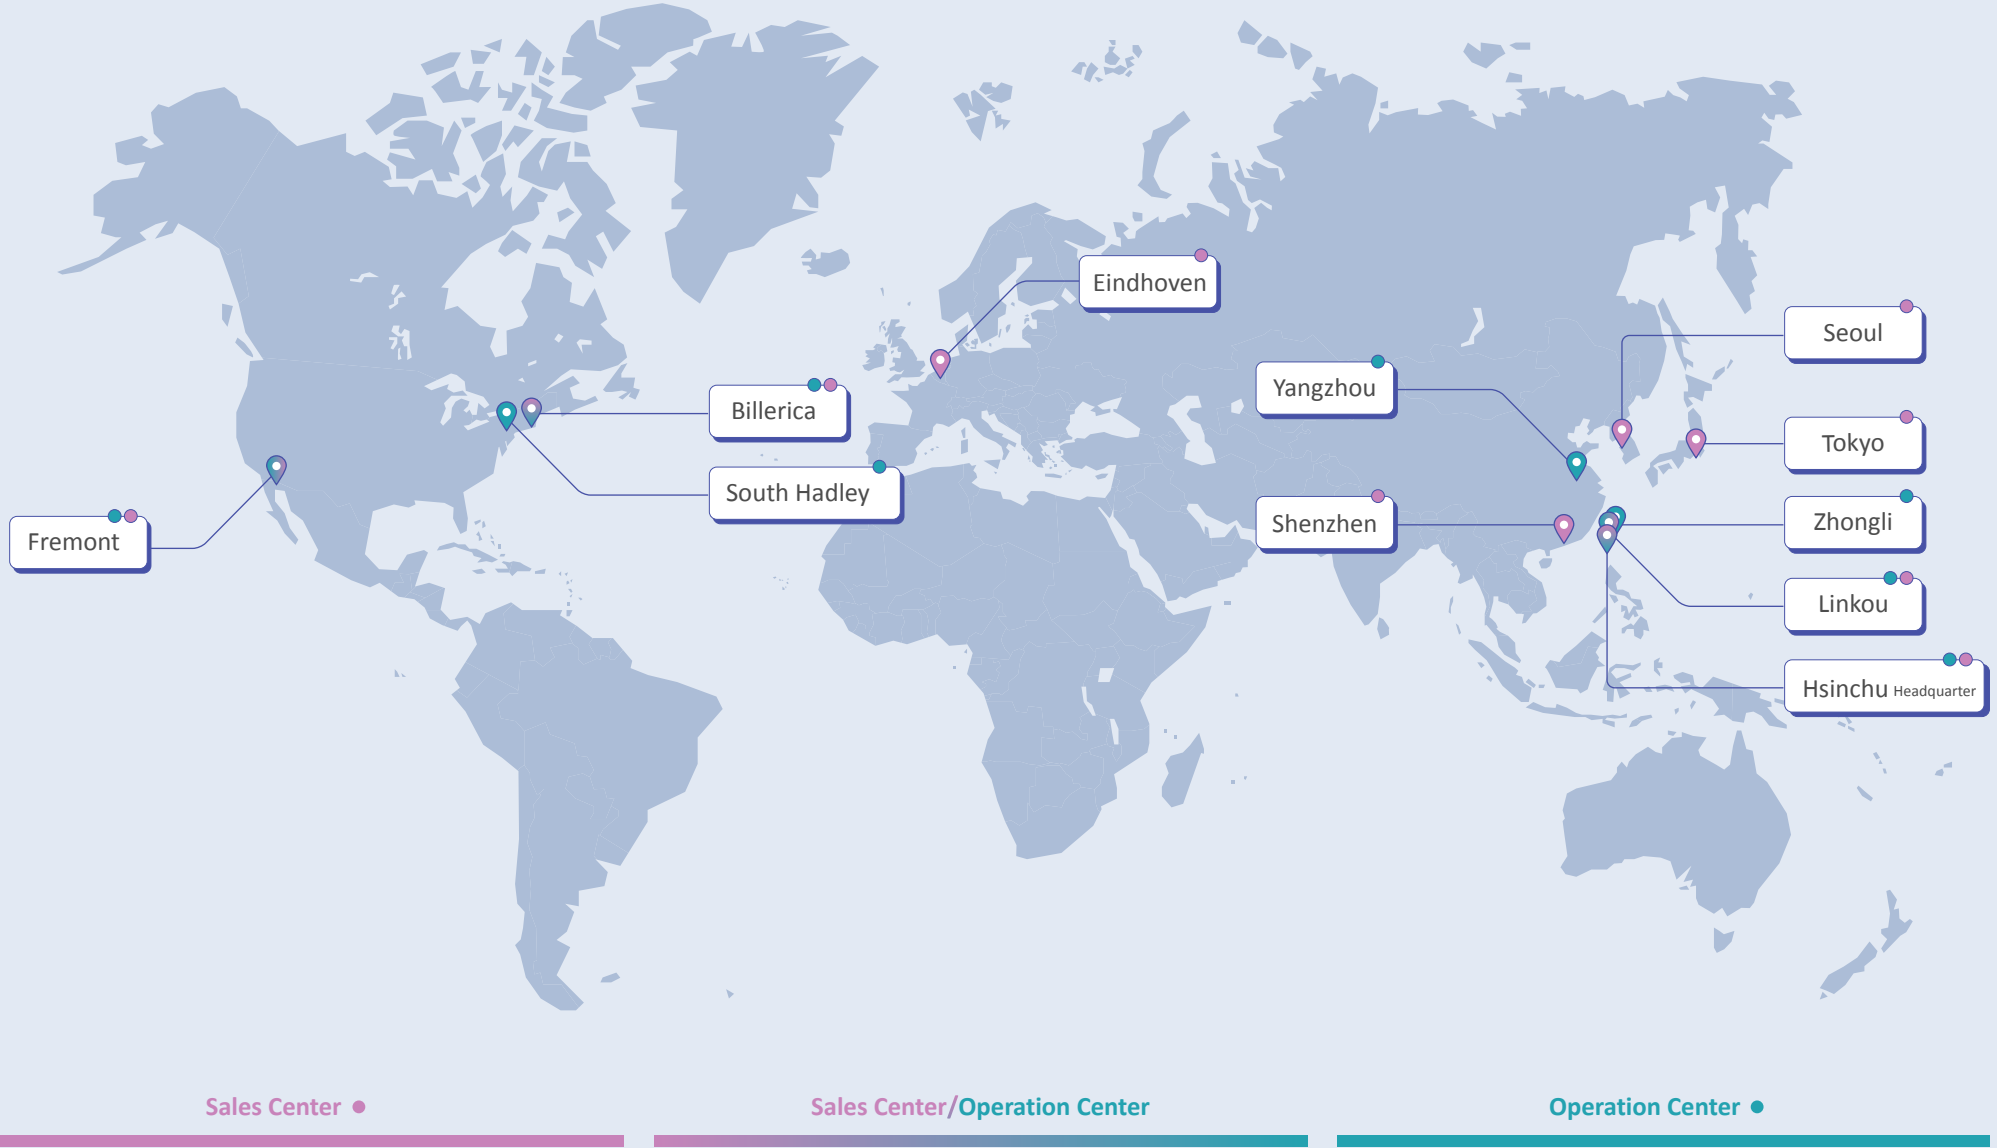 Eindhoven
Seoul
Yangzhou
Billerica
Tokyo
South Hadley
Shenzhen
Zhongli
Fremont
Linkou
Hsinchu Headquarter
Sales Center
Sales Center/Operation Center
Operation Center